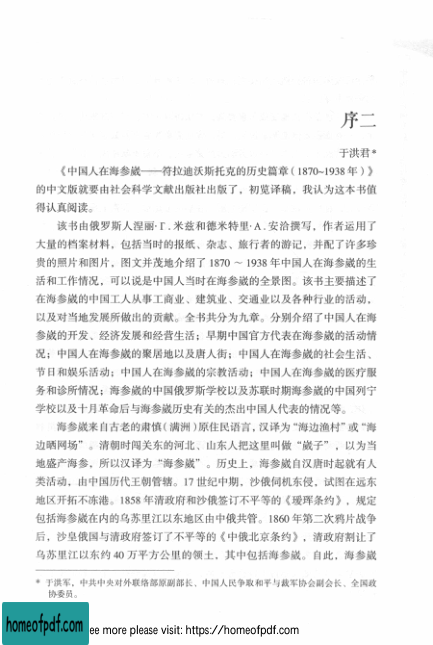 序二
于洪君*
《中国人在海参崴——符拉迪沃斯托克的历史篇章（1870~1938年）》
的中文版就要由社会科学文献出版社出版了，初览译稿，我认为这本书值
得认真阅读。
该书由俄罗斯人涅丽·Г. 米兹和德米特里·А. 安洽撰写，作者运用了
大量的档案材料，包括当时的报纸、杂志、旅行者的游记，并配了许多珍
贵的照片和图片，图文并茂地介绍了1870 ~ 1938年中国人在海参崴的生
活和工作情况，可以说是中国人当时在海参崴的全景图。该书主要描述了
在海参崴的中国工人从事工商业、建筑业、交通业以及各种行业的活动，
以及对当地发展所做出的贡献。全书共分为九章。分别介绍了中国人在海
参崴的开发、经济发展和经营生活；早期中国官方代表在海参崴的活动情
况；中国人在海参崴的聚居地以及唐人街；中国人在海参崴的社会生活、
节日和娱乐活动；中国人在海参崴的宗教活动；中国人在海参崴的医疗服
务和诊所情况；海参崴的中国俄罗斯学校以及苏联时期海参崴的中国列宁
学校以及十月革命后与海参崴历史有关的杰出中国人代表的情况等。
海参崴来自古老的肃慎（满洲）原住民语言，汉译为“海边渔村”或“海
边晒网场”。清朝时闯关东的河北、山东人把这里叫做“崴子”，以为当
地盛产海参，所以汉译为“海参崴”。历史上，海参崴自汉唐时起就有人
类活动，由中国历代王朝管辖。17世纪中期，沙俄伺机东侵，试图在远东
地区开拓不冻港。1858年清政府和沙俄签订不平等的《瑷珲条约》，规定
包括海参崴在内的乌苏里江以东地区由中俄共管。1860年第二次鸦片战争
后，沙皇俄国与清政府签订了不平等的《中俄北京条约》，清政府割让了
乌苏里江以东约40万平方公里的领土，其中包括海参崴。自此，海参崴
* 于洪军，中共中央对外联络部原副部长、中国人民争取和平与裁军协会副会长、全国政
协委员。
homeofpdf.com
ee more please visit: https://homeofpdf.com